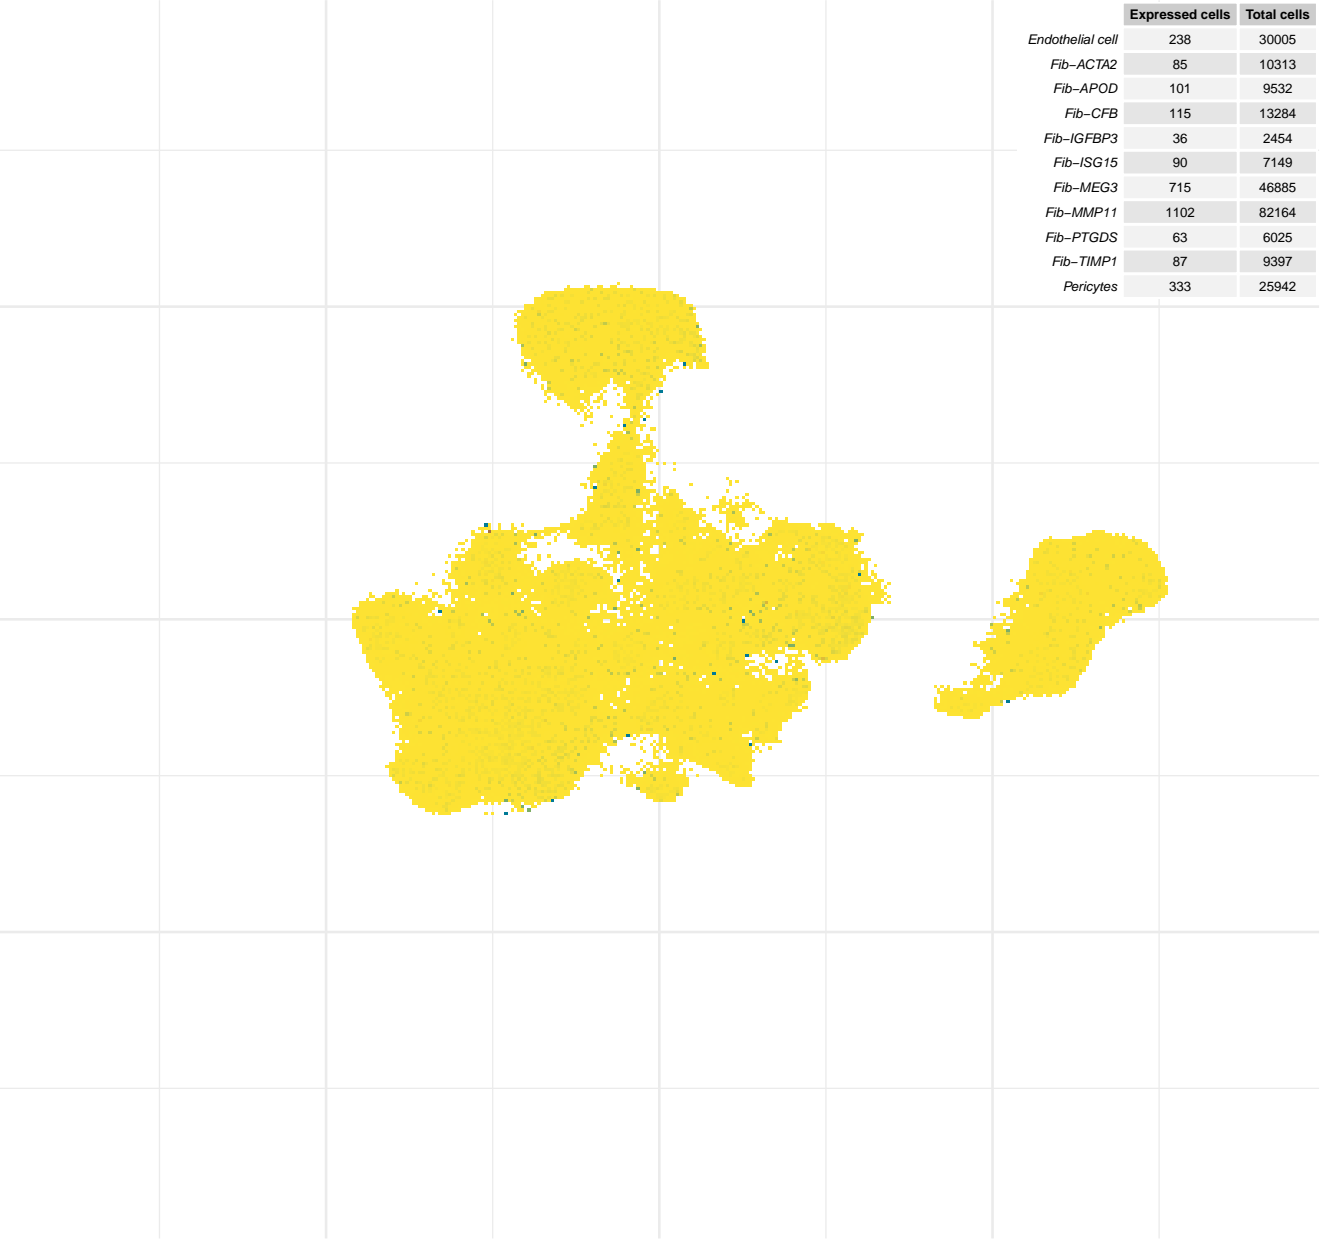 Expressed cells Total cells
Endothelial cell 238 30005
Fib−ACTA2 85 10313
Fib−APOD 101 9532
Fib−CFB 115 13284
Fib−IGFBP3 36 2454
Fib−ISG15 90 7149
Fib−MEG3 715 46885
Fib−MMP11 1102 82164
Fib−PTGDS 63 6025
Fib−TIMP1 87 9397
Pericytes 333 25942